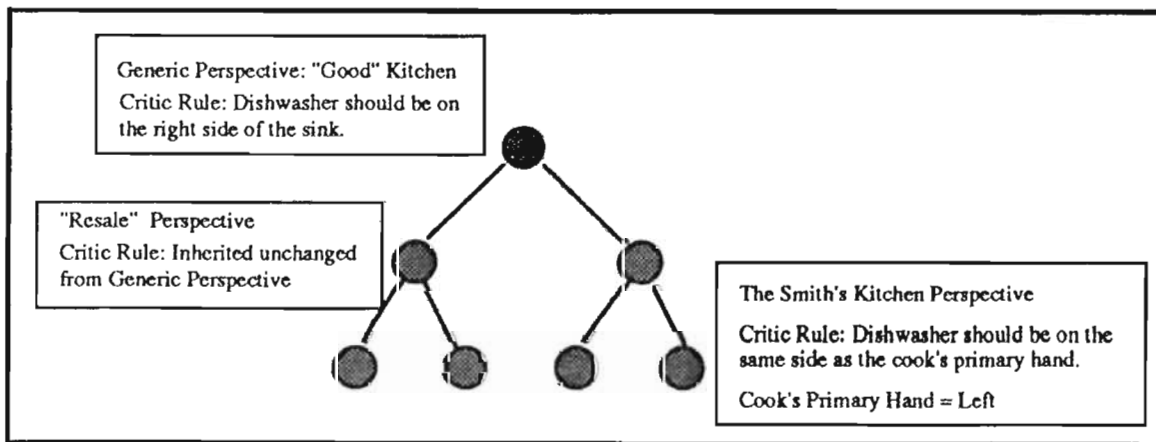 Generic Perspective: "Good" Kitchen
Critic Rule: Dishwasher should be on
the right side of the sink.
"Resale" Perspective
Critic Rule: Inherited unchanged
from Generic Perspective
The Smith's Kitchen Perspective
Critic Rule: Dishwasher should be on the
same side as the cook's primary hand.
Cook's Primary Hand = Left